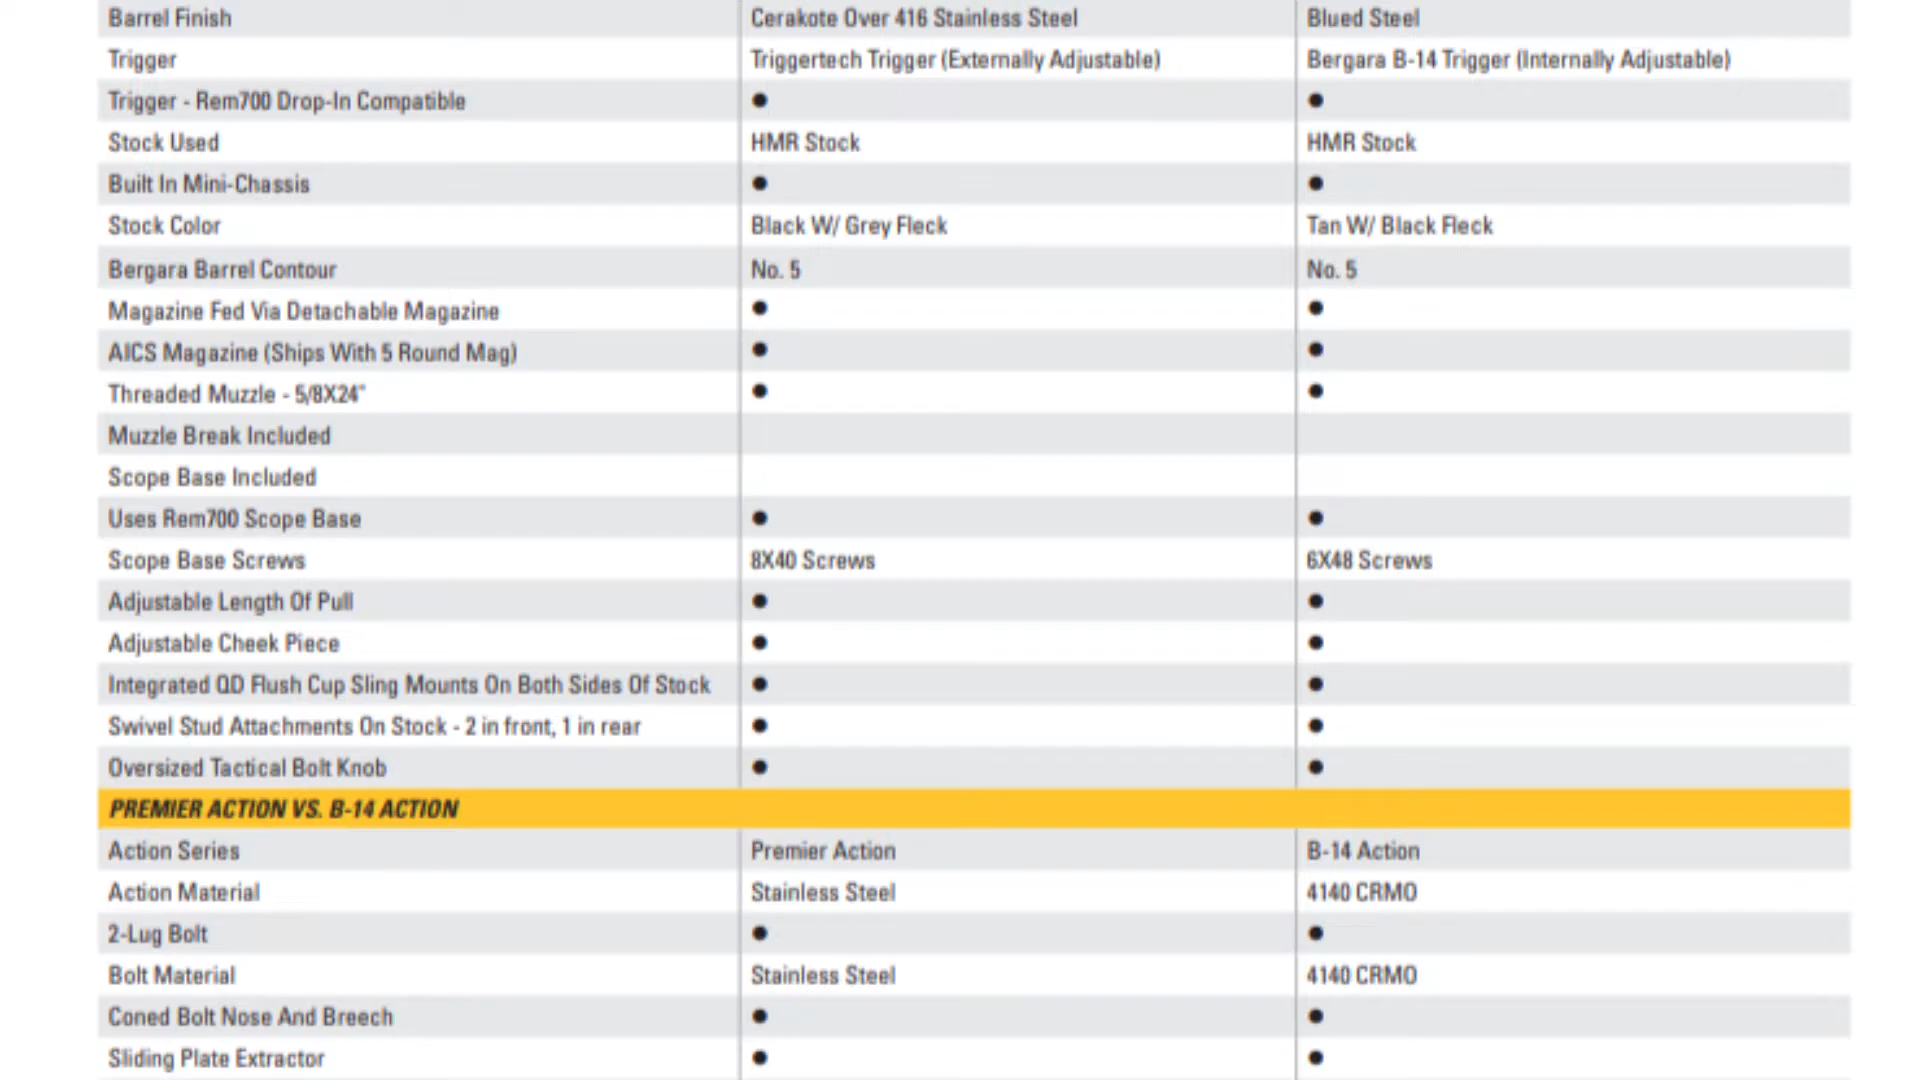 Barrel Finish Cerakote Over 416 Stainless Steel Blued Steel
Trigger Triggertech Trigger (Externally Adjustable) Bergara B-14 Trigger (Internally Adjustable)
Trigger - Rem700 Drop-In Compatible ● ●
Stock Used HMR Stock HMR Stock
Built In Mini-Chassis ● ●
Stock Color Black W/ Grey Fleck Tan W/ Black Fleck
Bergara Barrel Contour No. 5 No. 5
Magazine Fed Via Detachable Magazine ● ●
AICS Magazine (Ships With 5 Round Mag) ● ●
Threaded Muzzle - 5/8X24" ● ●
Muzzle Break Included
Scope Base Included
Uses Rem700 Scope Base ● ●
Scope Base Screws 8X40 Screws 6X48 Screws
Adjustable Length Of Pull ● ●
Adjustable Cheek Piece ● ●
Integrated QD Flush Cup Sling Mounts On Both Sides Of Stock ● ●
Swivel Stud Attachments On Stock - 2 in front, 1 in rear ● ●
Oversized Tactical Bolt Knob ● ●
PREMIER ACTION VS. B-14 ACTION
Action Series Premier Action B-14 Action
Action Material Stainless Steel 4140 CRMO
2-Lug Bolt ● ●
Bolt Material Stainless Steel 4140 CRMO
Coned Bolt Nose And Breech ● ●
Sliding Plate Extractor ● ●